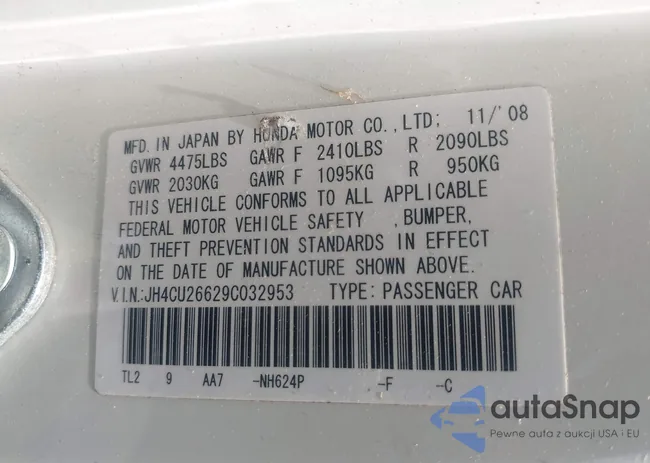 MFD. IN JAPAN BY HONDA MOTOR CO.,LTD; 11/'08
GVWR 4475LBS GAWR F 2410LBS R 2090LBS
GVWR 2030KG GAWR F 1095KG R 950KG
THIS VEHICLE CONFORMS TO ALL APPLICABLE
FEDERAL MOTOR VEHICLE SAFETY , BUMPER,
AND THEFT PREVENTION STANDARDS IN EFFECT
ON THE DATE OF MANUFACTURE SHOWN ABOVE.
V.I.N.:JH4CU26629C032953 TYPE: PASSENGER CAR
TL2 9 AA7 -NH624P -F -C
autaSnap
Pewne auta z aukcji USA i EU